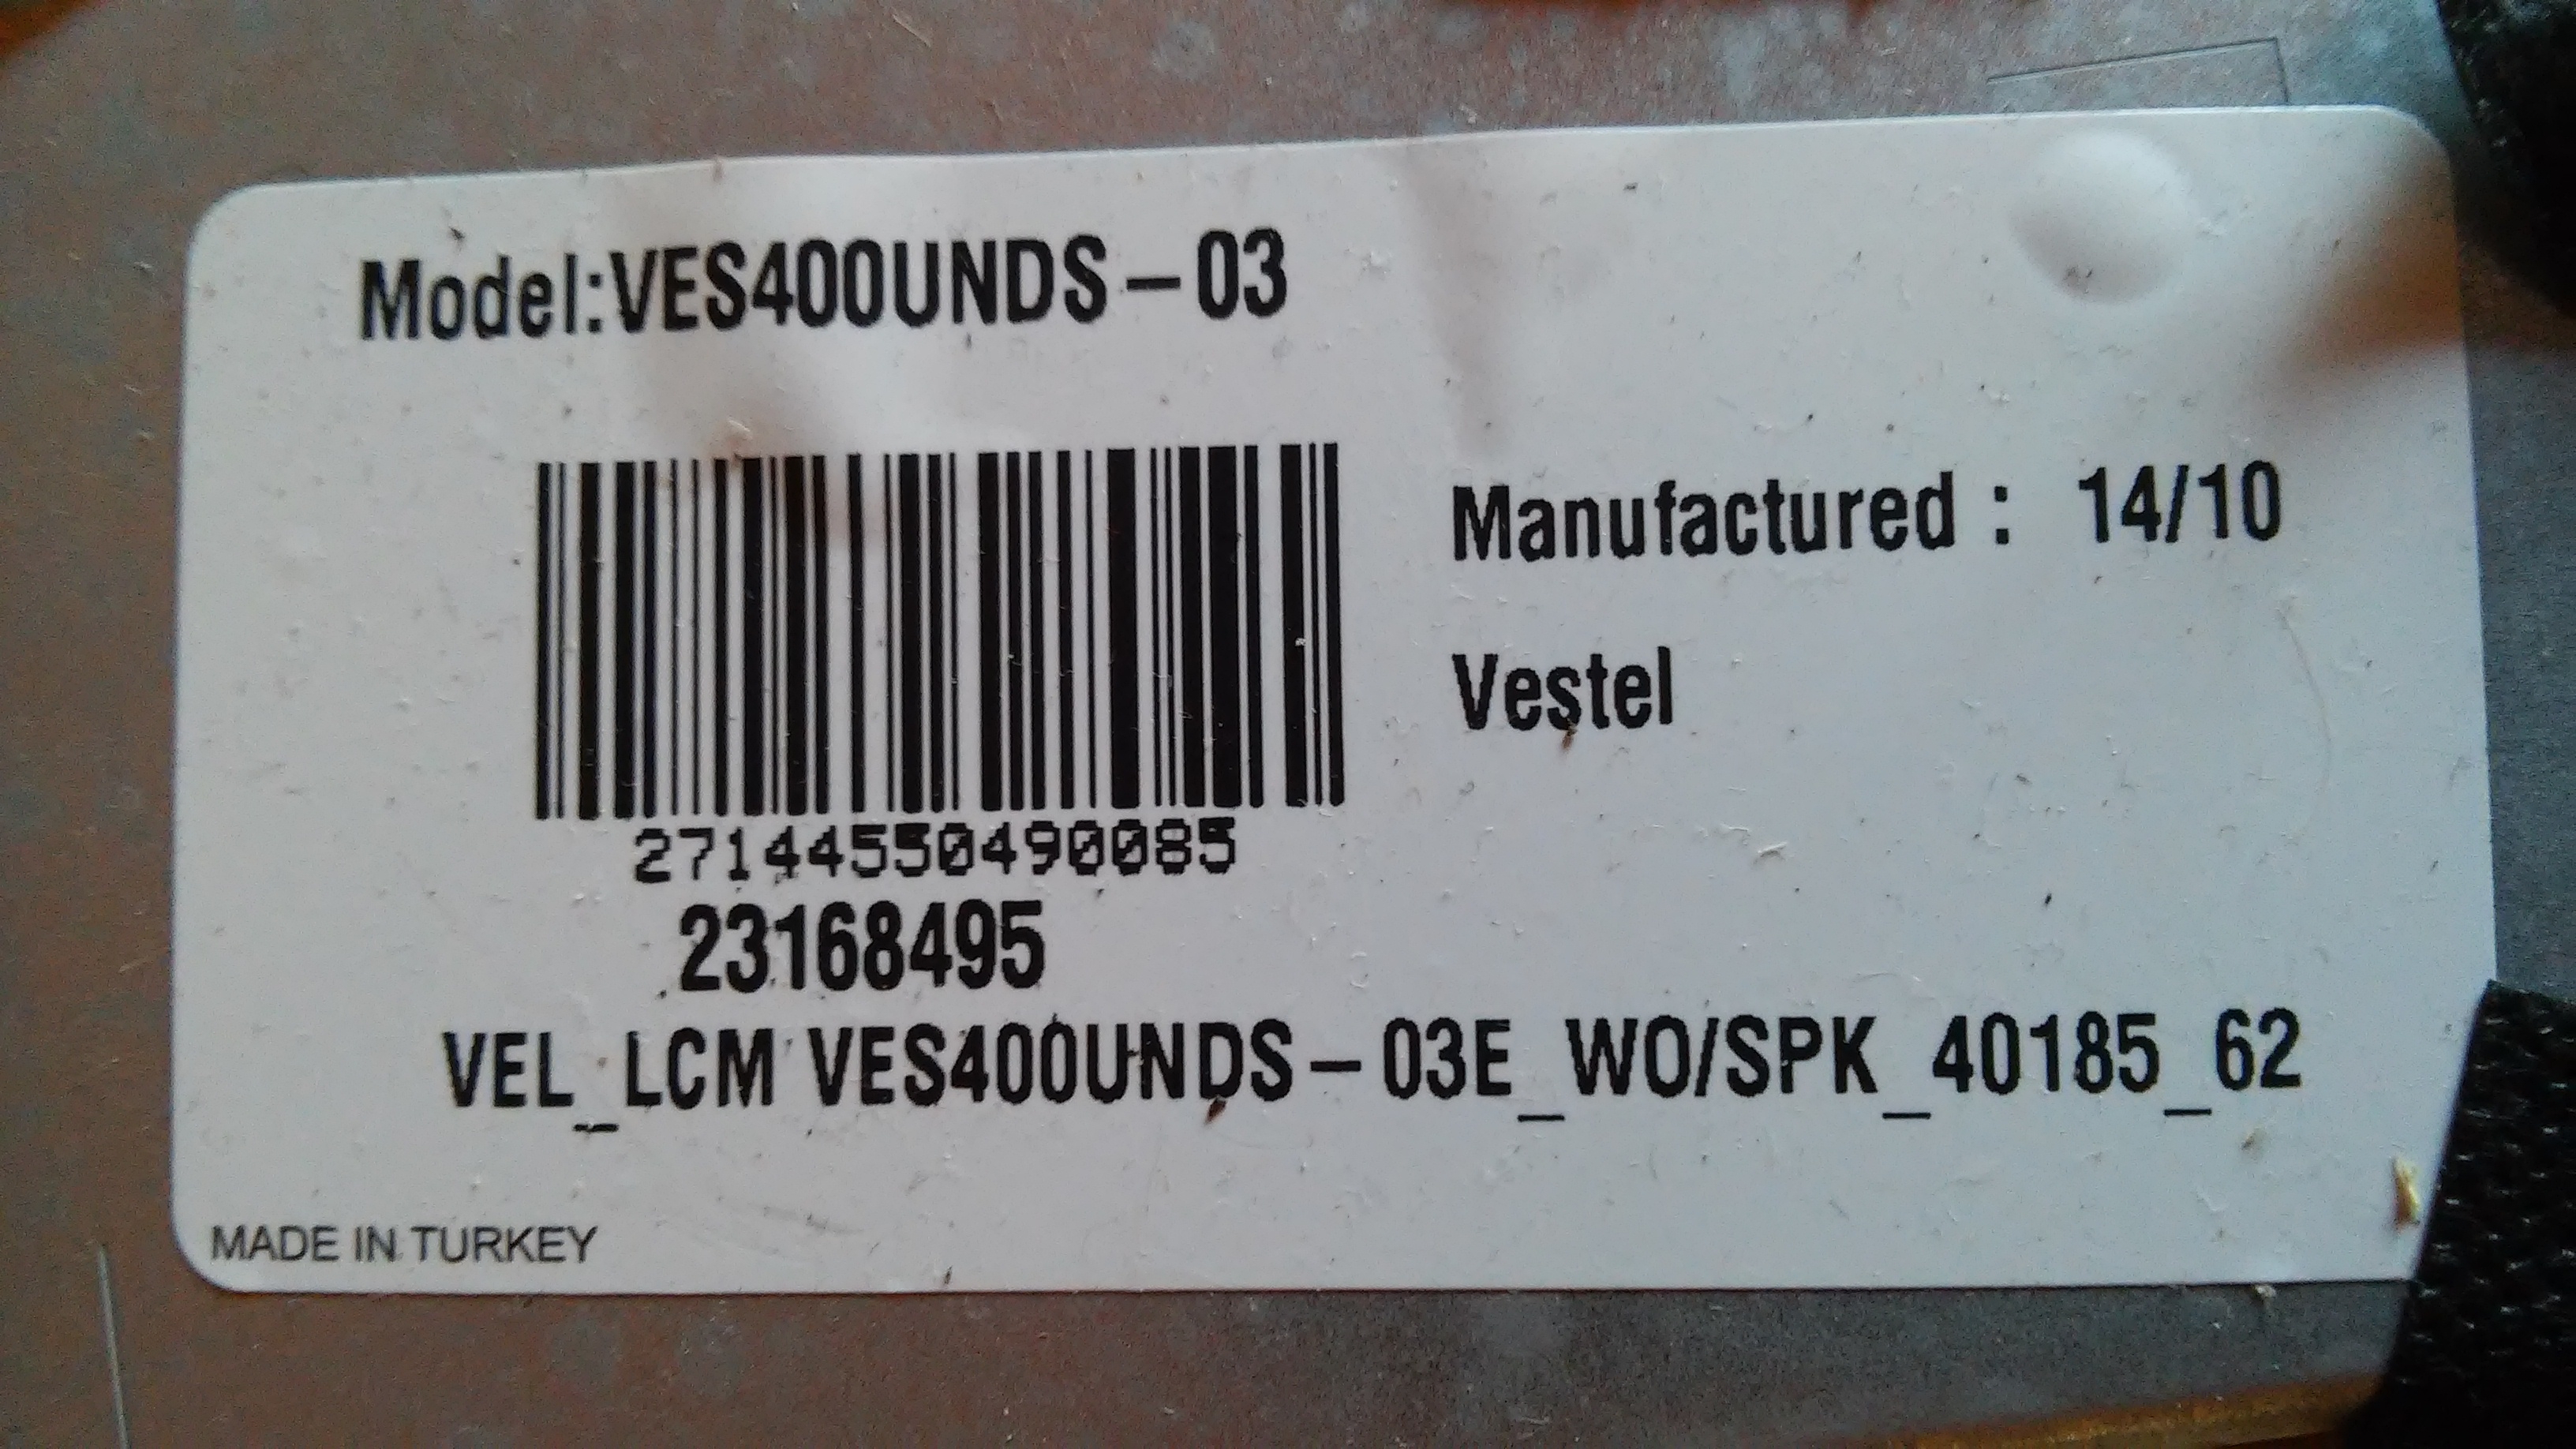 Model:VES400UNDS-03
27144550490085
Manufactured : 14/10
Vestel
23168495
VEL_LCM VES400UNDS-03E_WO/SPK_40185_62
MADE IN TURKEY